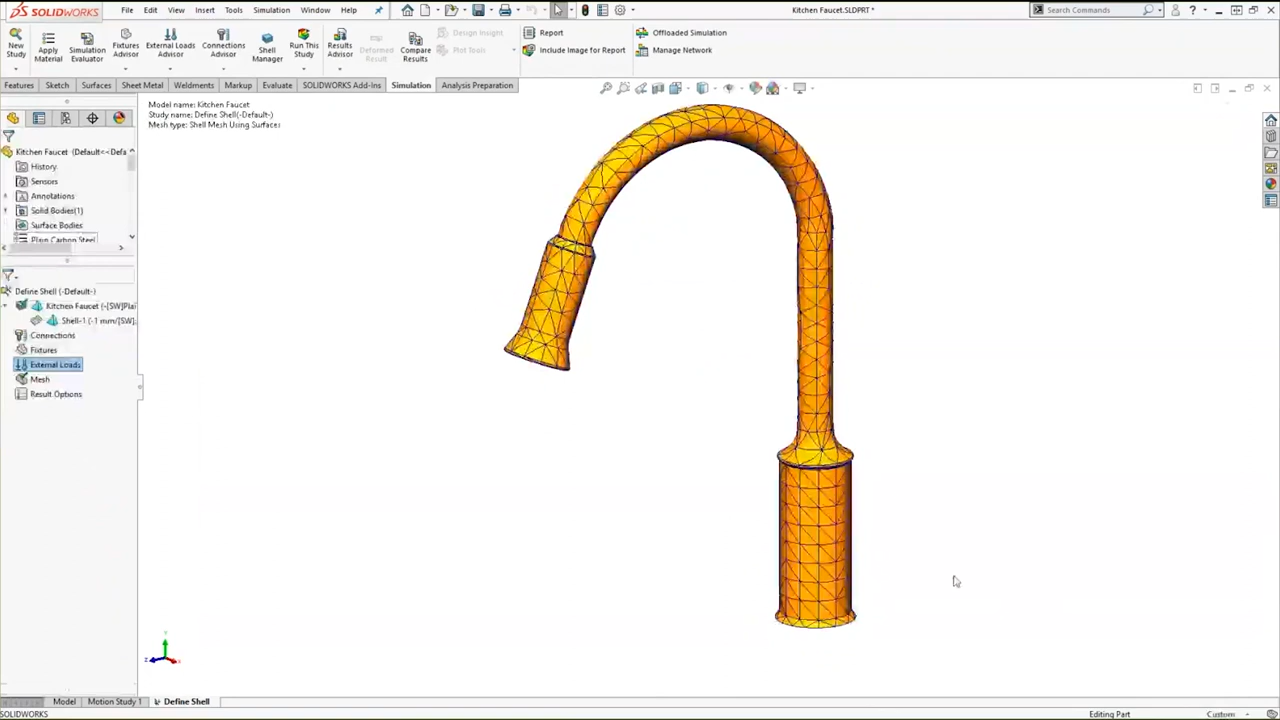 SOLIDWORKS File Edit View Insert Tools Simulation Window Help Kitchen Faucet.SLDPRT * Search Commands
New Study
Apply Material
Simulation Evaluator
Fixtures Advisor
External Loads Advisor
Connections Advisor
Shell Manager
Run This Study
Results Advisor
Deformed Result
Compare Results
Design Insight
Plot Tools
Report
Include Image for Report
Offloaded Simulation
Manage Network
Features Sketch Surfaces Sheet Metal Weldments Markup Evaluate SOLIDWORKS Add-Ins Simulation Analysis Preparation
Model name: Kitchen Faucet
Study name: Define Shell(-Default-)
Mesh type: Shell Mesh Using Surfaces
Kitchen Faucet (Default<<Defa
History
Sensors
Annotations
Solid Bodies(1)
Surface Bodies
Plain Carbon Steel
Define Shell (-Default-)
Kitchen Faucet (-[SW]Pla
Shell-1 (-1 mm/[SW]
Connections
Fixtures
External Loads
Mesh
Result Options
Model Motion Study 1 Define Shell
SOLIDWORKS Editing Part Custom